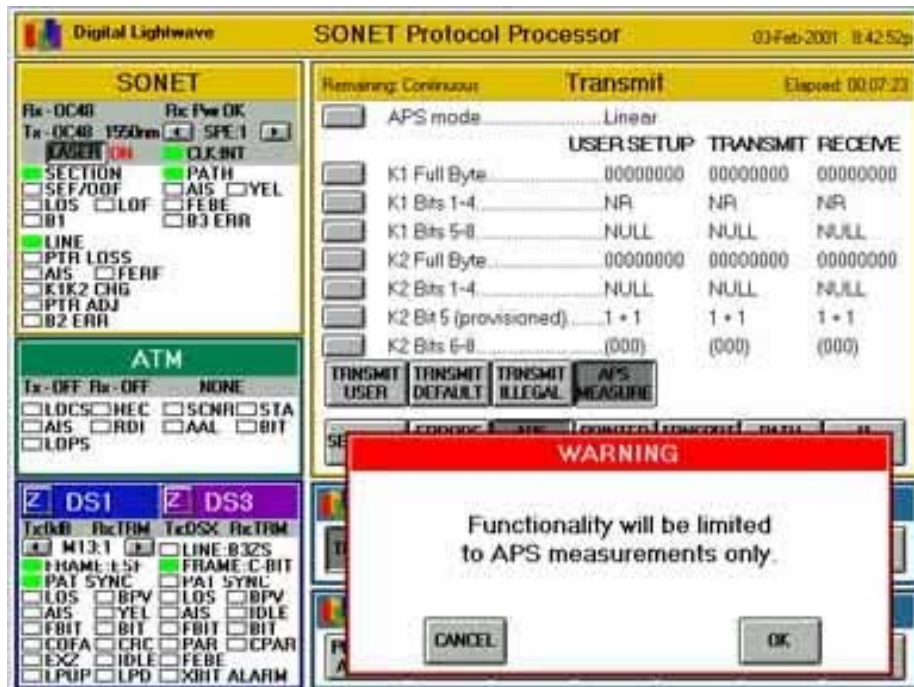 Digital Lightwave
SONET Protocol Processor
03-Feb-2001 8:42:52p
SONET
Rx - OC48 Rx Pwr OK
Tx - OC48 1550nm SPE:1
LASER ON CLK:INT
SECTION PATH
SEF/OOF AIS YEL
LOS LOF FEBE
B1 B3 ERR
LINE
PTR LOSS
AIS FERF
K1K2 CHG
PTR ADJ
B2 ERR
ATM
Tx - OFF Rx - OFF NONE
LOCS HEC SCNR STA
AIS RDI AAL BIT
LOPS
Z DS1 Z DS3
Tx:0dB Rx:TRM Tx:DSX Rx:TRM
M13:1 LINE:B3ZS
FRAME:ESF FRAME:C-BIT
PAT SYNC PAT SYNC
LOS BPV LOS BPV
AIS YEL AIS IDLE
FBIT BIT FBIT BIT
COFA CRC PAR CPAR
EXZ IDLE FEBE
LPUP LPD XBIT ALARM
Remaining: Continuous Transmit Elapsed: 00:07:23
APS mode..................Linear
USER SETUP TRANSMIT RECEIVE
K1 Full Byte..................00000000 00000000 00000000
K1 Bits 1-4..................NR NR NR
K1 Bits 5-8..................NULL NULL NULL
K2 Full Byte..................00000000 00000000 00000000
K2 Bits 1-4..................NULL NULL NULL
K2 Bit 5 (provisioned)......1 + 1 1 + 1 1 + 1
K2 Bits 6-8..................(000) (000) (000)
TRNSMIT USER
TRNSMIT DEFAULT
TRNSMIT ILLEGAL
APS MEASURE
WARNING
Functionality will be limited
to APS measurements only.
CANCEL OK